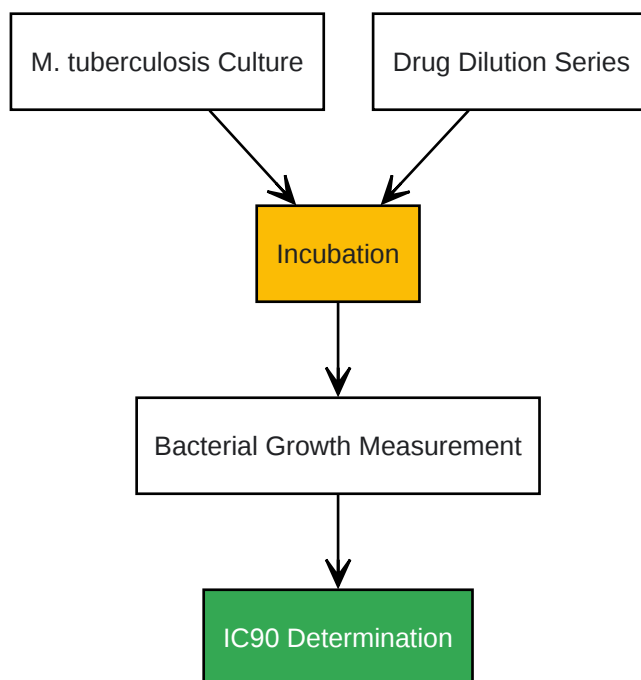 M. tuberculosis Culture
Drug Dilution Series
Incubation
Bacterial Growth Measurement
IC90 Determination